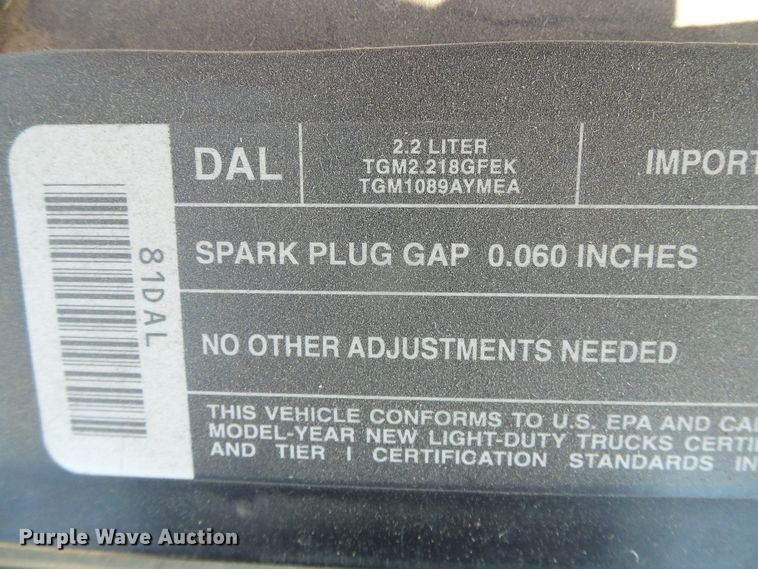 81DAL
DAL
2.2 LITER
TGM2.218GFEK
TGM1089AYMEA
SPARK PLUG GAP 0.060 INCHES
NO OTHER ADJUSTMENTS NEEDED
THIS VEHICLE CONFORMS TO U.S. EPA AND
MODEL-YEAR NEW LIGHT-DUTY TRUCKS
AND TIER I CERTIFICATION STANDARDS
Purple Wave Auction